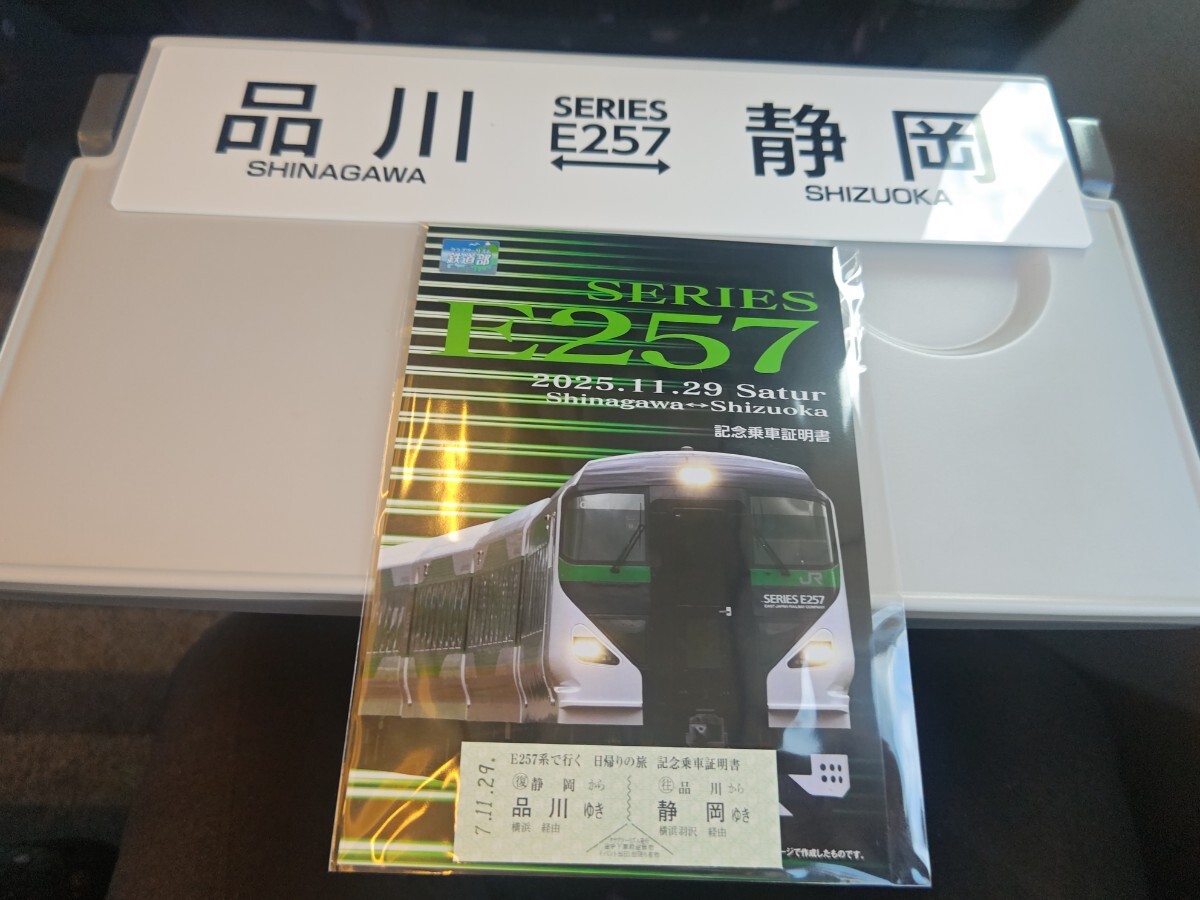 品川
SHINAGAWA
SERIES
E257
静岡
SHIZUOKA
SERIES
E257
2025.11.29 Satur
Shinagawa↔Shizuoka
記念乗車証明書
JR
SERIES E257
EAST JAPAN RAILWAY COMPANY
7.11.29.
E257系で行く 日帰りの旅 記念乗車証明書
復 静岡から
品川ゆき
横浜 経由
往 品川から
静岡ゆき
横浜羽沢 経由
ージで作成したものです。